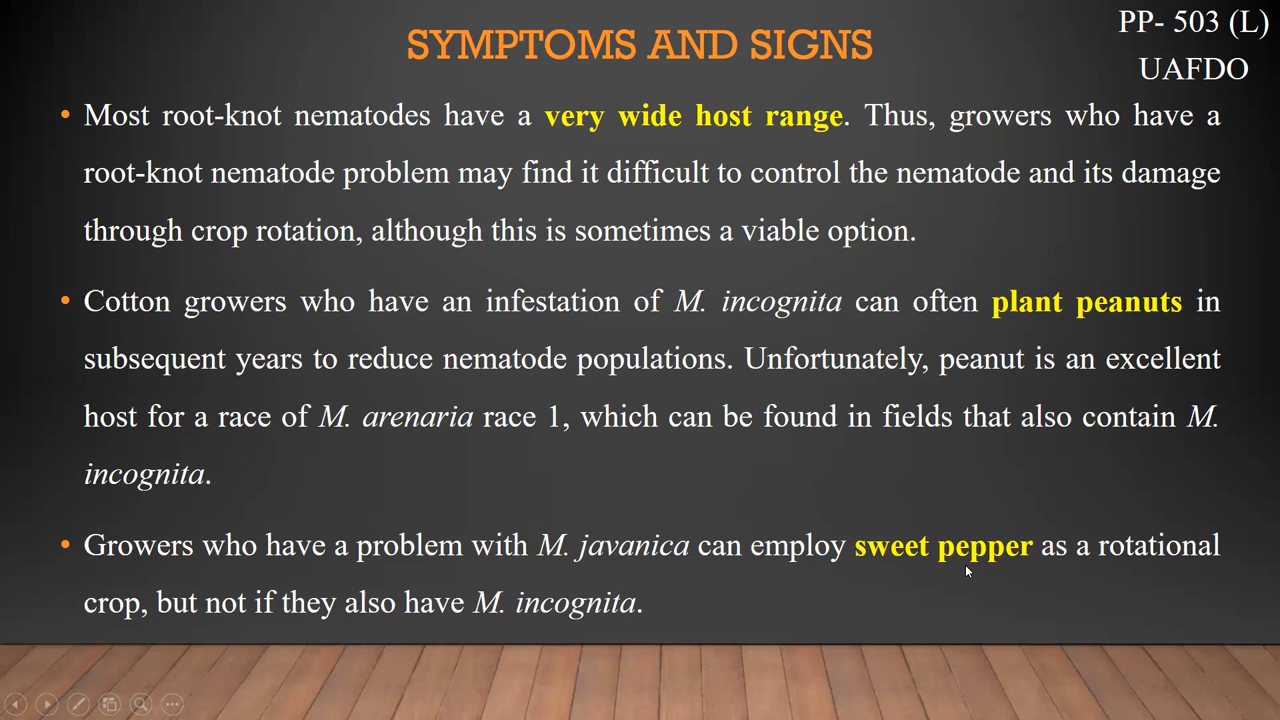 PP- 503 (L)
UAFDO
SYMPTOMS AND SIGNS
• Most root-knot nematodes have a very wide host range. Thus, growers who have a
root-knot nematode problem may find it difficult to control the nematode and its damage
through crop rotation, although this is sometimes a viable option.
• Cotton growers who have an infestation of M. incognita can often plant peanuts in
subsequent years to reduce nematode populations. Unfortunately, peanut is an excellent
host for a race of M. arenaria race 1, which can be found in fields that also contain M.
incognita.
• Growers who have a problem with M. javanica can employ sweet pepper as a rotational
crop, but not if they also have M. incognita.